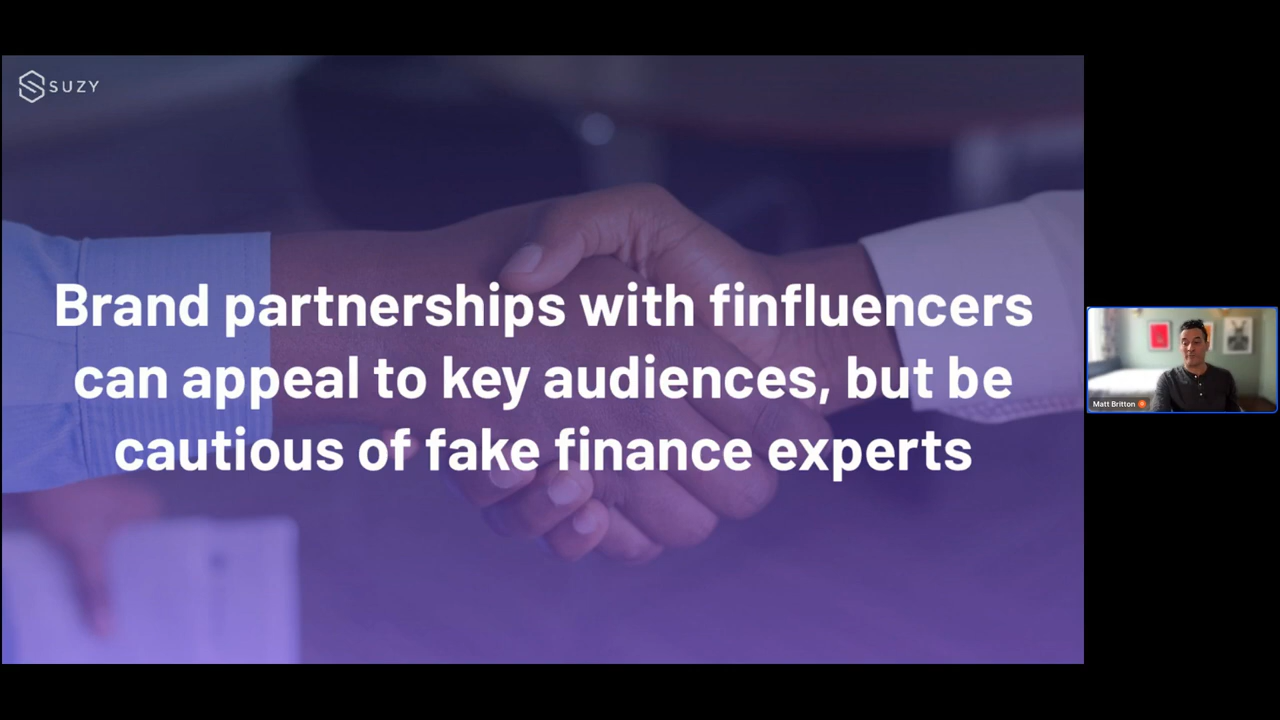 SUZY
Brand partnerships with finfluencers
can appeal to key audiences, but be
cautious of fake finance experts
Matt Britton